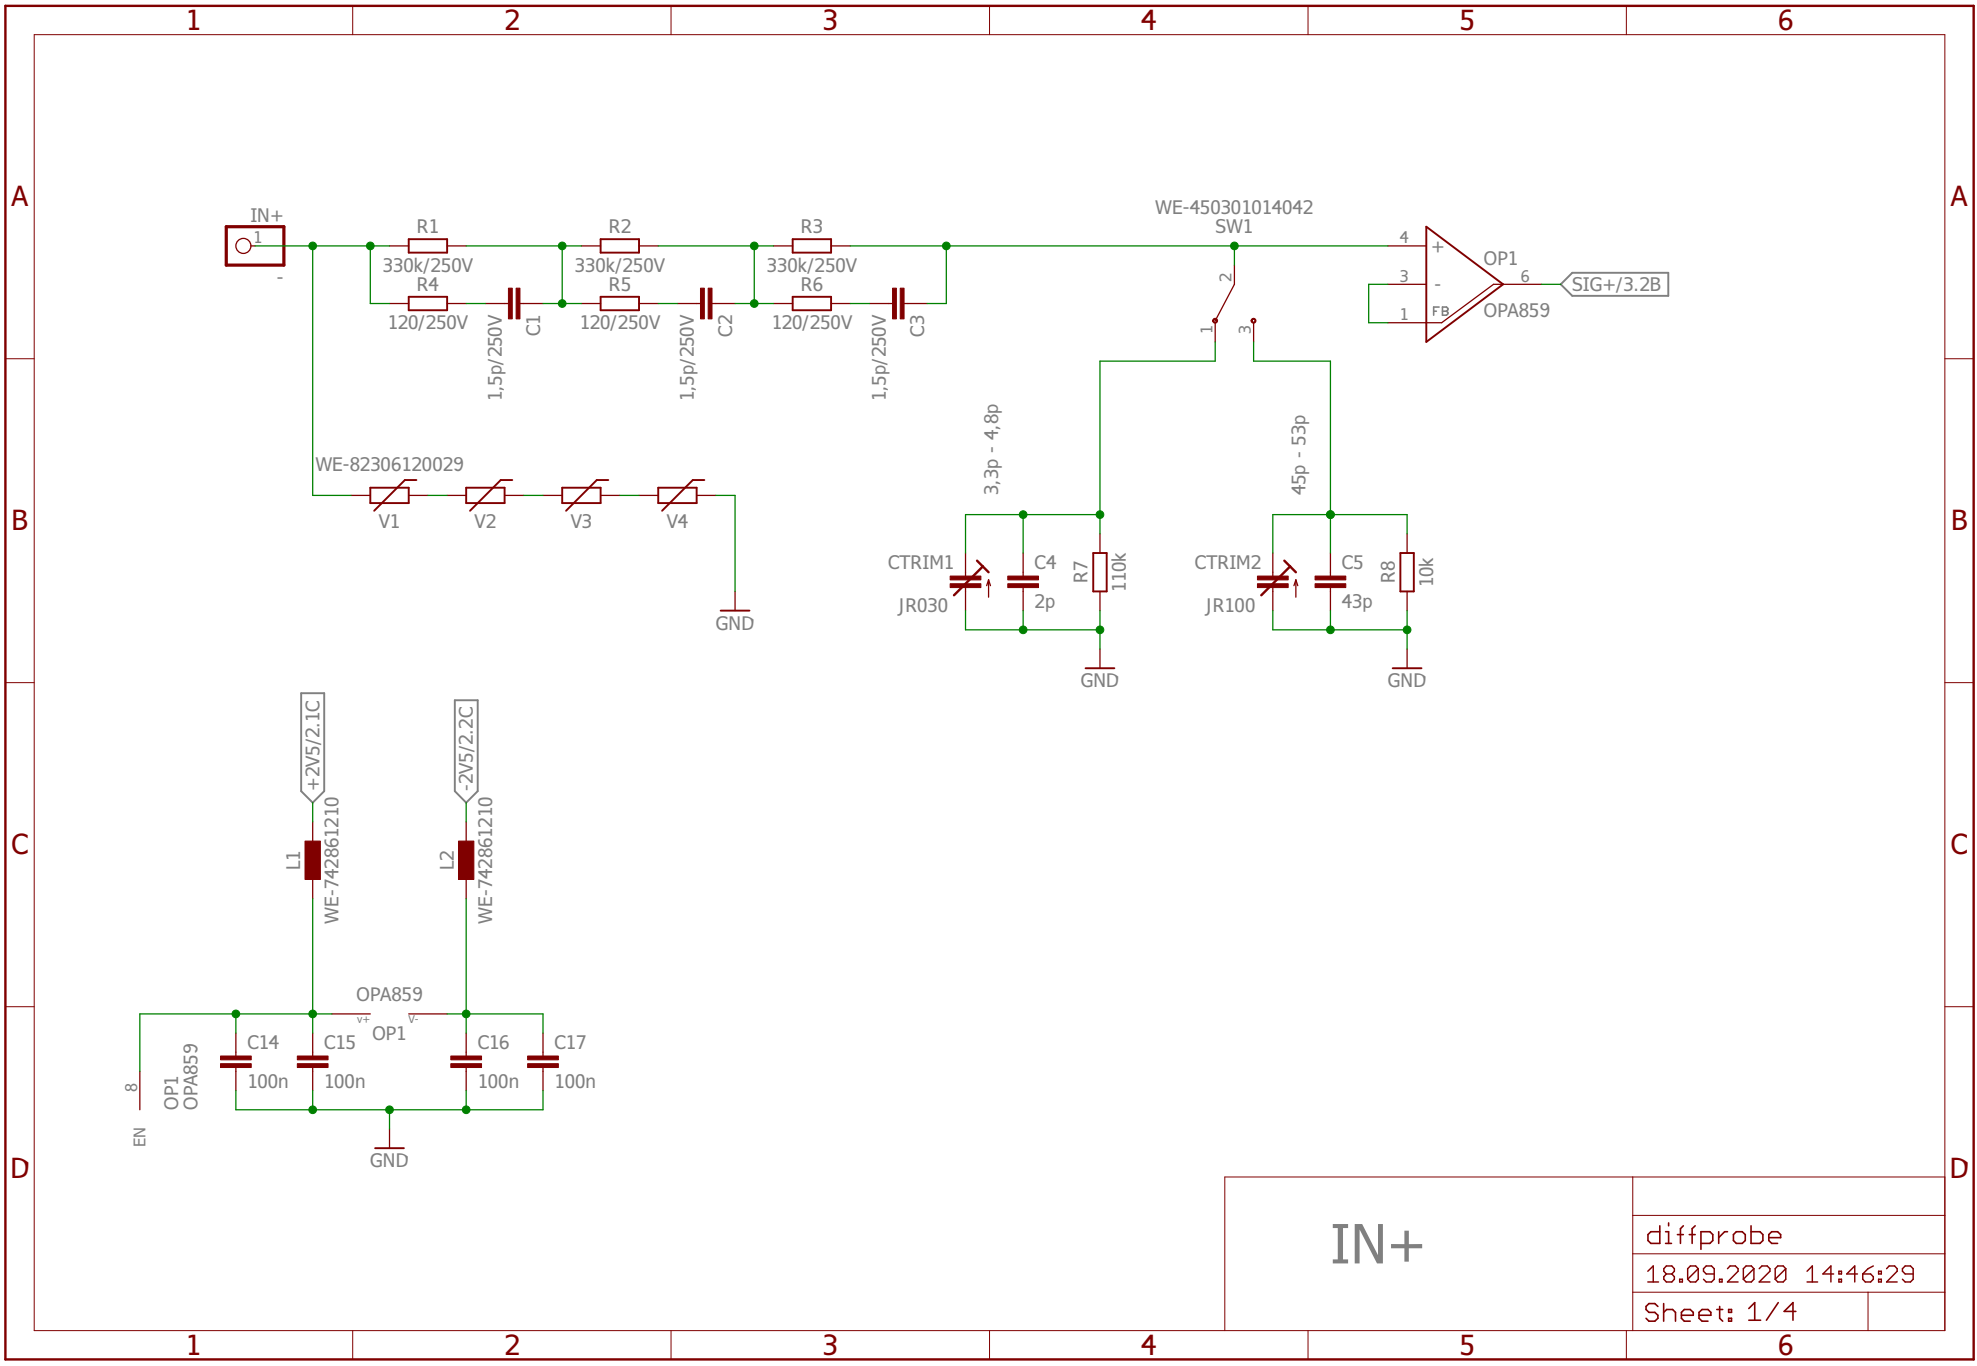 1 2 3 4 5 6
A A
IN+
1
-
R1
330k/250V
R2
330k/250V
R3
330k/250V
R4
120/250V
1,5p/250V
C1
R5
120/250V
1,5p/250V
C2
R6
120/250V
1,5p/250V
C3
WE-450301014042
SW1
2
1
3
4
+
3
-
1
FB
OP1
OPA859
6
SIG+/3.2B
B B
WE-82306120029
V1
V2
V3
V4
GND
3,3p - 4,8p
CTRIM1
JR030
C4
2p
R7
110k
GND
45p - 53p
CTRIM2
JR100
C5
43p
R8
10k
GND
C C
+2V5/2.1C
L1
WE-742861210
-2V5/2.2C
L2
WE-742861210
OPA859
V+
V-
OP1
8
EN
OP1
OPA859
C14
100n
C15
100n
C16
100n
C17
100n
GND
D D
IN+
diffprobe
18.09.2020 14:46:29
Sheet: 1/4
1 2 3 4 5 6